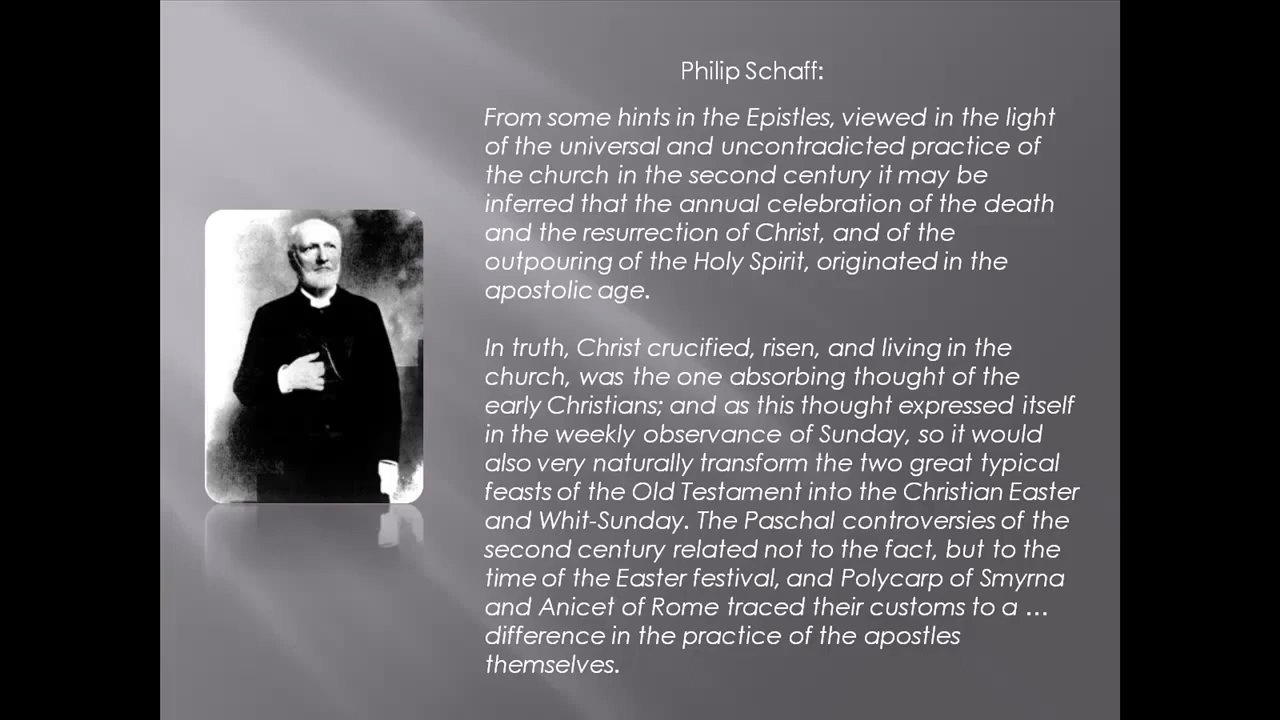 Philip Schaff:
From some hints in the Epistles, viewed in the light
of the universal and uncontradicted practice of
the church in the second century it may be
inferred that the annual celebration of the death
and the resurrection of Christ, and of the
outpouring of the Holy Spirit, originated in the
apostolic age.
In truth, Christ crucified, risen, and living in the
church, was the one absorbing thought of the
early Christians; and as this thought expressed itself
in the weekly observance of Sunday, so it would
also very naturally transform the two great typical
feasts of the Old Testament into the Christian Easter
and Whit-Sunday. The Paschal controversies of the
second century related not to the fact, but to the
time of the Easter festival, and Polycarp of Smyrna
and Anicet of Rome traced their customs to a ...
difference in the practice of the apostles
themselves.